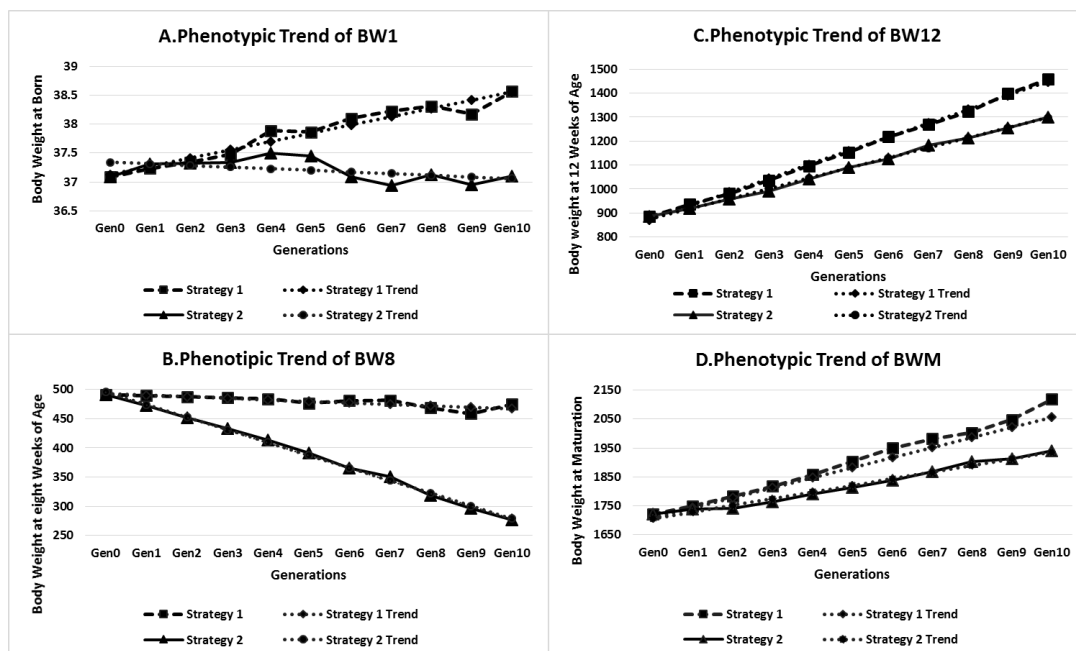 A.Phenotypic Trend of BW1
Body Weight at Born
39
38.5
38
37.5
37
36.5
Gen0 Gen1 Gen2 Gen3 Gen4 Gen5 Gen6 Gen7 Gen8 Gen9 Gen10
Generations
Strategy 1 Strategy 1 Trend
Strategy 2 Strategy 2 Trend
C.Phenotypic Trend of BW12
Body weight at 12 Weeks of Age
1500
1400
1300
1200
1100
1000
900
800
Gen0 Gen1 Gen2 Gen3 Gen4 Gen5 Gen6 Gen7 Gen8 Gen9 Gen10
Generations
Strategy 1 Strategy 1 Trend
Strategy 2 Strategy2 Trend
B.Phenotipic Trend of BW8
Body Weight at eight Weeks of Age
500
450
400
350
300
250
Gen0 Gen1 Gen2 Gen3 Gen4 Gen5 Gen6 Gen7 Gen8 Gen9 Gen10
Generations
Strategy 1 Strategy 1 Trend
Strategy 2 Strategy 2 Trend
D.Phenotypic Trend of BWM
Body Weight at Maturation
2150
2050
1950
1850
1750
1650
Gen0 Gen1 Gen2 Gen3 Gen4 Gen5 Gen6 Gen7 Gen8 Gen9 Gen10
Generations
Strategy 1 Strategy 1 Trend
Strategy 2 Strategy 2 Trend